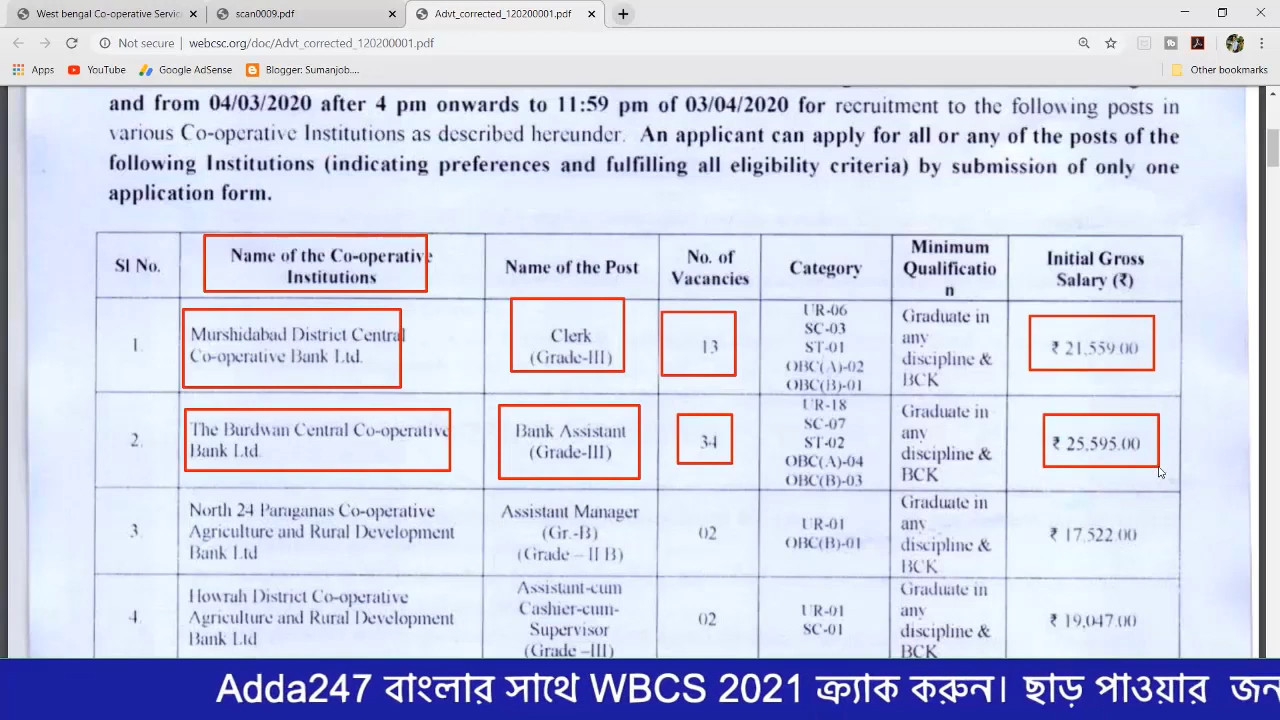 West bengal Co-operative Servic
scan0009.pdf
Advt_corrected_120200001.pdf
Not secure | webcsc.org/doc/Advt_corrected_120200001.pdf
Apps
YouTube
Google AdSense
Blogger: Sumanjob....
Other bookmarks
and from 04/03/2020 after 4 pm onwards to 11:59 pm of 03/04/2020 for recruitment to the following posts in
various Co-operative Institutions as described hereunder. An applicant can apply for all or any of the posts of the
following Institutions (indicating preferences and fulfilling all eligibility criteria) by submission of only one
application form.
Sl No.
Name of the Co-operative
Institutions
Name of the Post
No. of
Vacancies
Category
Minimum
Qualificatio
n
Initial Gross
Salary (₹)
1.
Murshidabad District Central
Co-operative Bank Ltd.
Clerk
(Grade-III)
13
UR-06
SC-03
ST-01
OBC(A)-02
OBC(B)-01
Graduate in
any
discipline &
BCK
₹ 21,559.00
2.
The Burdwan Central Co-operative
Bank Ltd.
Bank Assistant
(Grade-III)
34
UR-18
SC-07
ST-02
OBC(A)-04
OBC(B)-03
Graduate in
any
discipline &
BCK
₹ 25,595.00
3.
North 24 Paraganas Co-operative
Agriculture and Rural Development
Bank Ltd
Assistant Manager
(Gr.-B)
(Grade – II B)
02
UR-01
OBC(B)-01
Graduate in
any
discipline &
BCK
₹ 17,522.00
4.
Howrah District Co-operative
Agriculture and Rural Development
Bank Ltd
Assistant-cum
Cashier-cum-
Supervisor
(Grade –III)
02
UR-01
SC-01
Graduate in
any
discipline &
BCK
₹ 19,047.00
Adda247 বাংলার সাথে WBCS 2021 ক্র্যাক করুন। ছাড় পাওয়ার জন